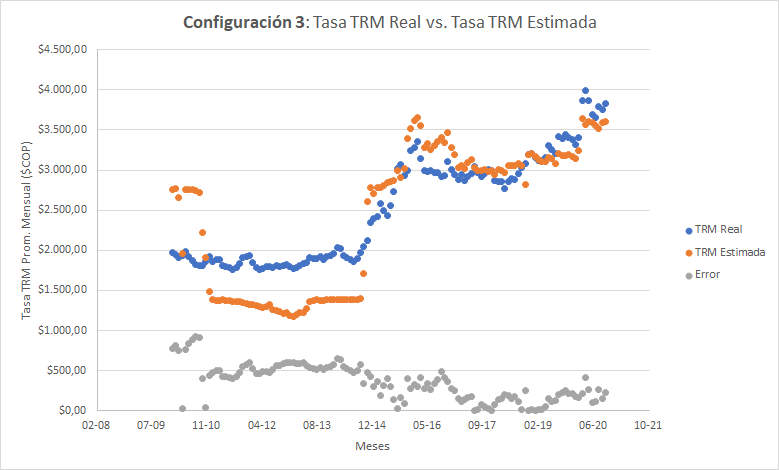 Configuración 3: Tasa TRM Real vs. Tasa TRM Estimada
Tasa TRM Prom. Mensual ($COP)
$4.500,00
$4.000,00
$3.500,00
$3.000,00
$2.500,00
$2.000,00
$1.500,00
$1.000,00
$500,00
$0,00
02-08 07-09 11-10 04-12 08-13 12-14 05-16 09-17 02-19 06-20 10-21
Meses
TRM Real
TRM Estimada
Error